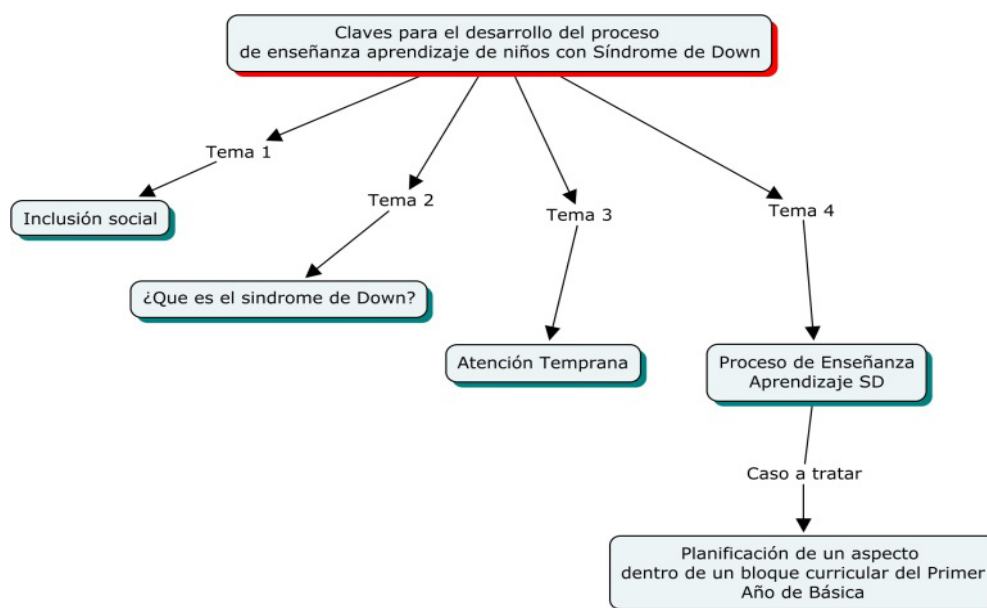 Claves para el desarrollo del proceso
de enseñanza aprendizaje de niños con Síndrome de Down
Tema 1
Inclusión social
Tema 2
¿Que es el sindrome de Down?
Tema 3
Atención Temprana
Tema 4
Proceso de Enseñanza
Aprendizaje SD
Caso a tratar
Planificación de un aspecto
dentro de un bloque curricular del Primer
Año de Básica